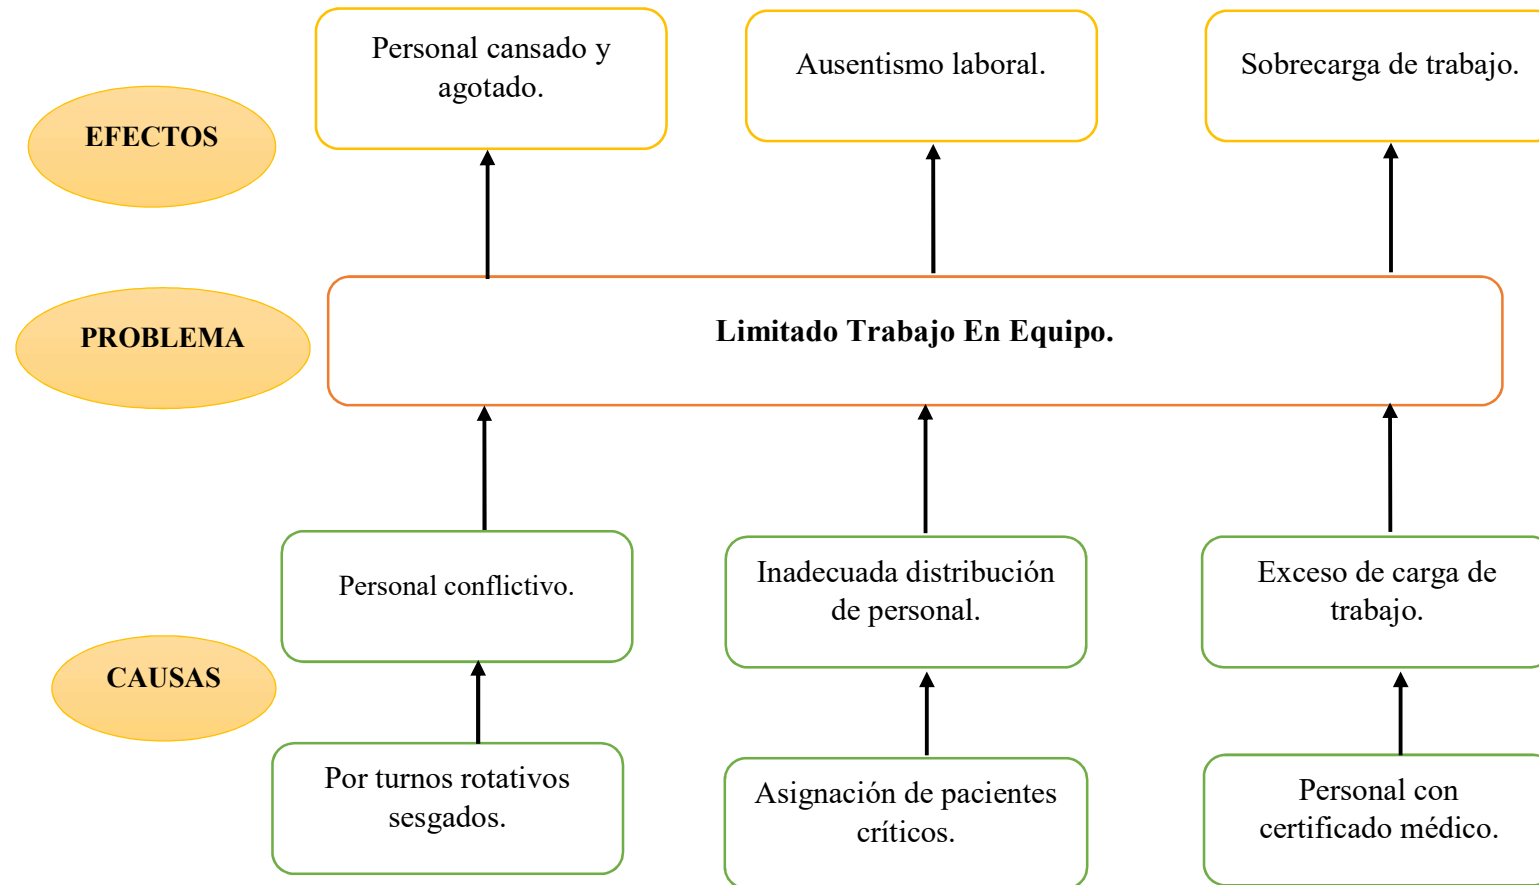 Personal cansado y
agotado.
Ausentismo laboral.
Sobrecarga de trabajo.
EFECTOS
PROBLEMA
Limitado Trabajo En Equipo.
Personal conflictivo.
Inadecuada distribución
de personal.
Exceso de carga de
trabajo.
CAUSAS
Por turnos rotativos
sesgados.
Asignación de pacientes
críticos.
Personal con
certificado médico.